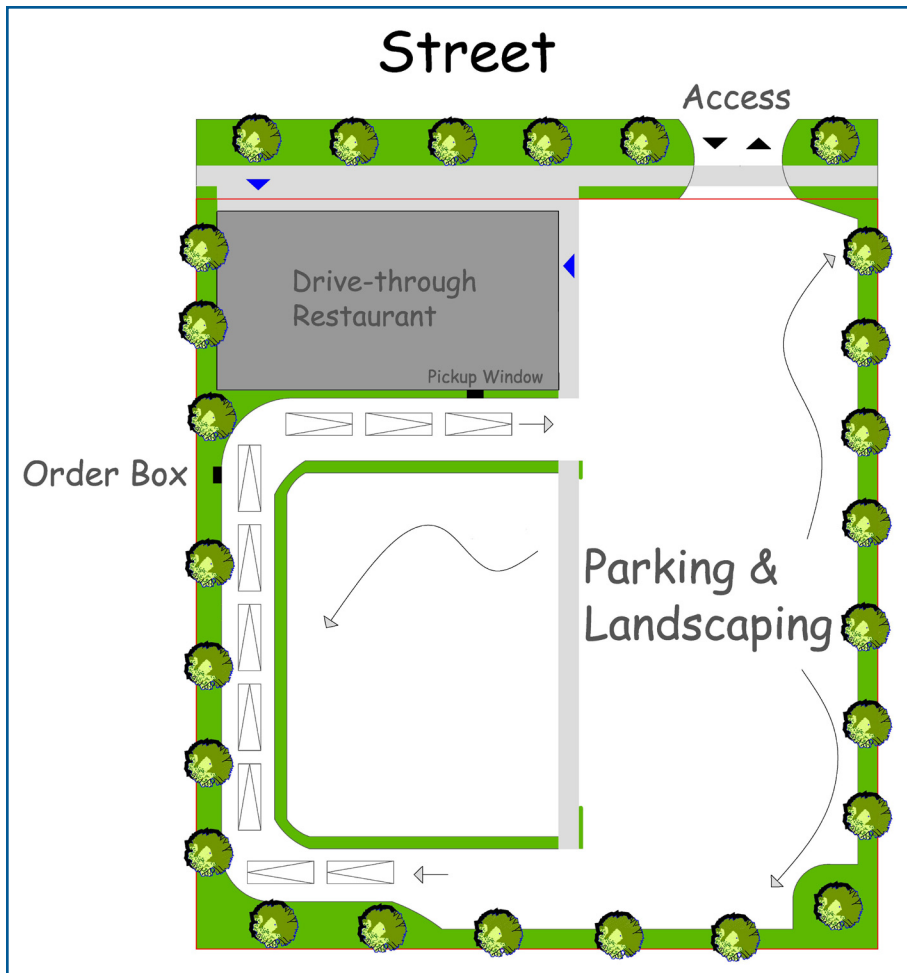 Street
Access
Drive-through
Restaurant
Pickup Window
Order Box
Parking &
Landscaping